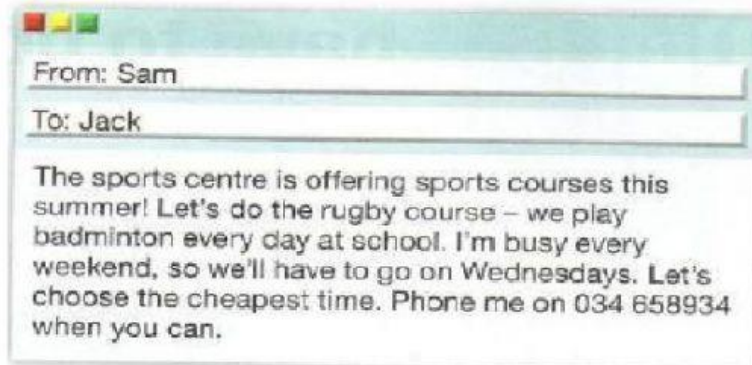 From: Sam
To: Jack
The sports centre is offering sports courses this
summer! Let's do the rugby course – we play
badminton every day at school. I'm busy every
weekend, so we'll have to go on Wednesdays. Let's
choose the cheapest time. Phone me on 034 658934
when you can.